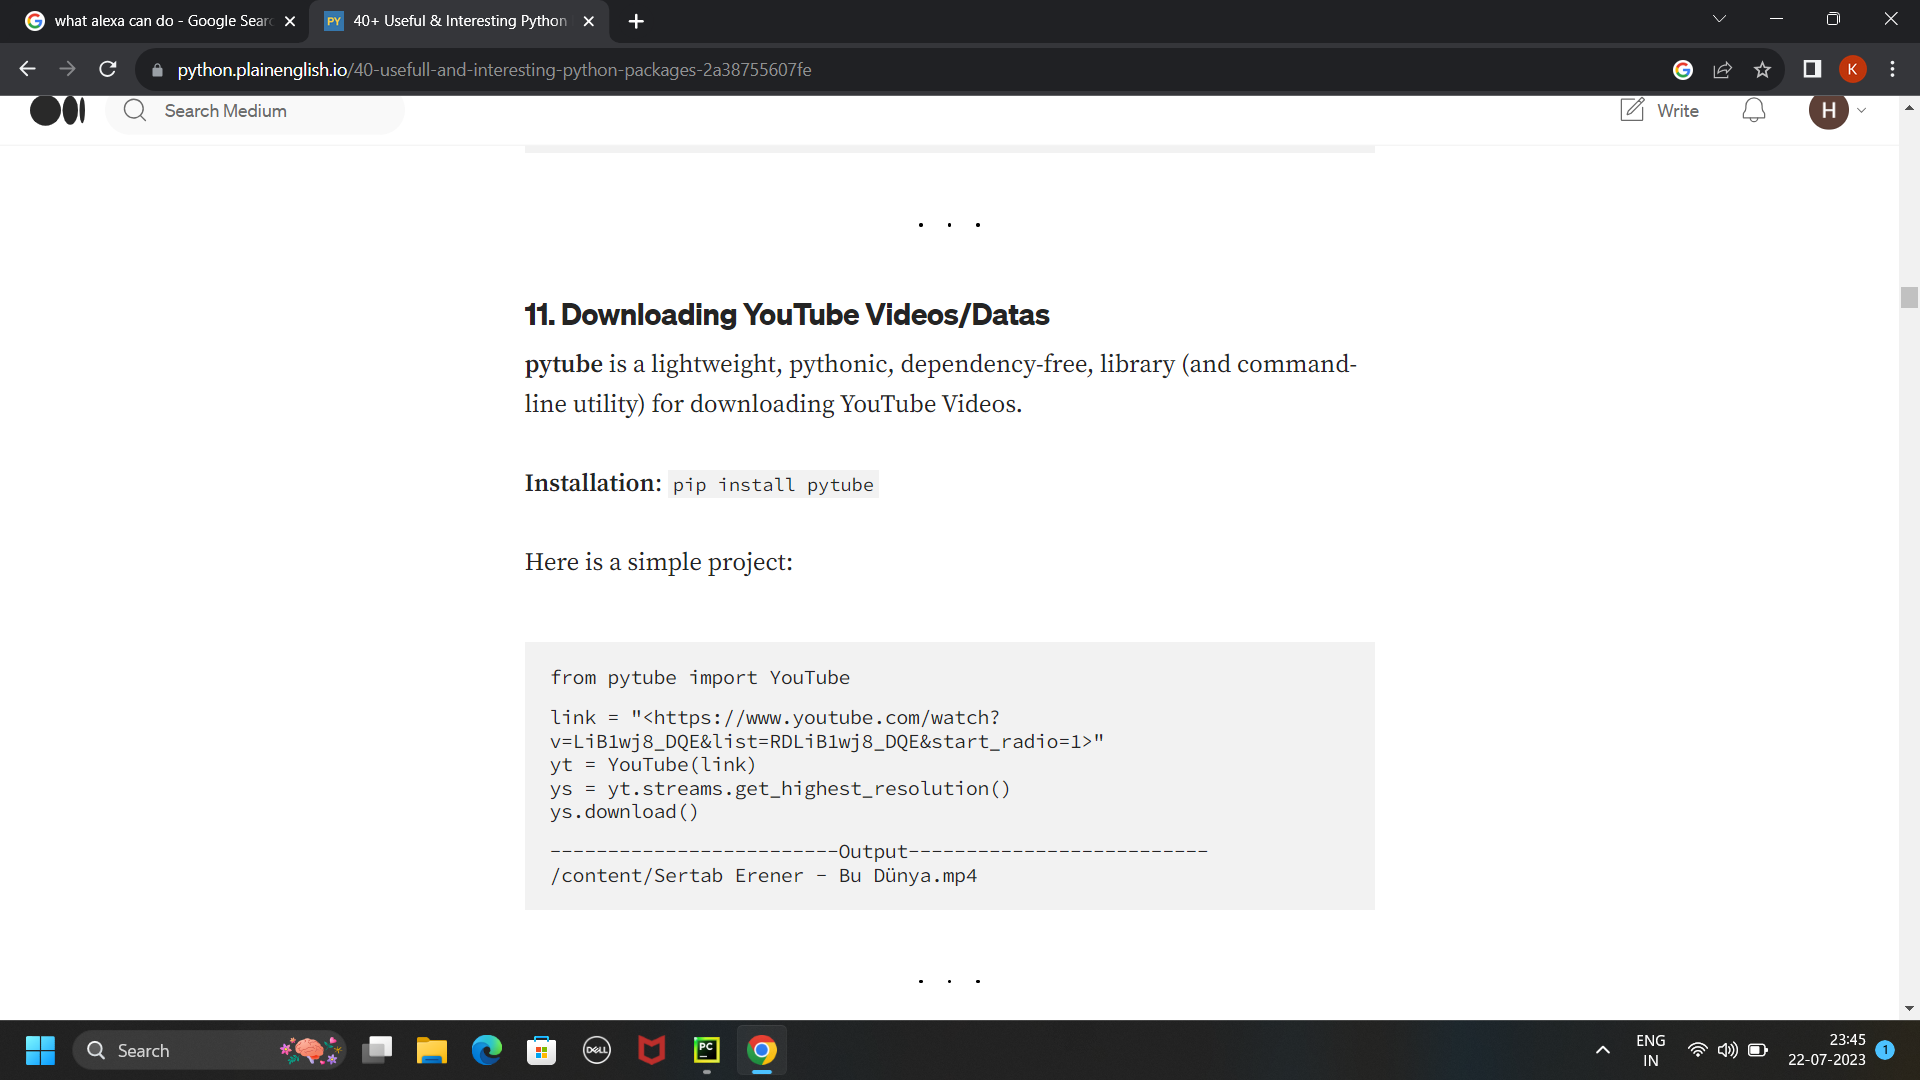 what alexa can do - Google Sear
PY 40+ Useful & Interesting Python
python.plainenglish.io/40-usefull-and-interesting-python-packages-2a38755607fe
K
Search Medium
Write
H
. . .
11. Downloading YouTube Videos/Datas
pytube is a lightweight, pythonic, dependency-free, library (and command-
line utility) for downloading YouTube Videos.
Installation: pip install pytube
Here is a simple project:
from pytube import YouTube
link = "<https://www.youtube.com/watch?
v=LiB1wj8_DQE&list=RDLiB1wj8_DQE&start_radio=1>"
yt = YouTube(link)
ys = yt.streams.get_highest_resolution()
ys.download()
-------------------------Output--------------------------
/content/Sertab Erener - Bu Dünya.mp4
. . .
Search
DELL
PC
ENG
IN
23:45
22-07-2023
1